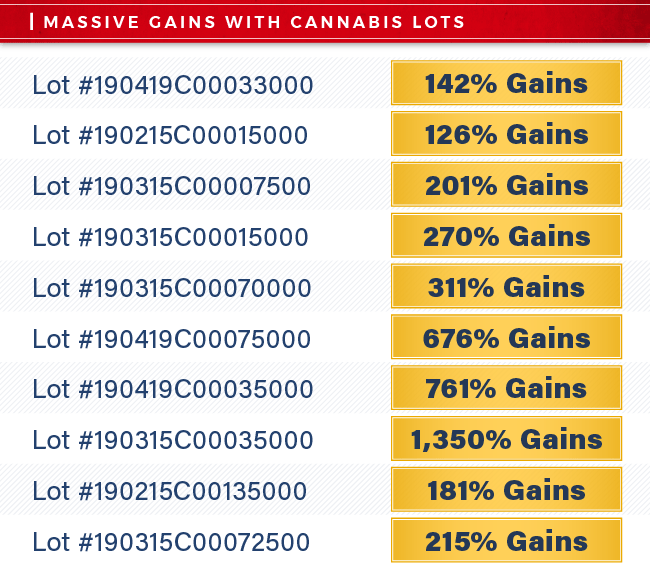 MASSIVE GAINS WITH CANNABIS LOTS
Lot #190419C00033000 142% Gains
Lot #190215C00015000 126% Gains
Lot #190315C00007500 201% Gains
Lot #190315C00015000 270% Gains
Lot #190315C00070000 311% Gains
Lot #190419C00075000 676% Gains
Lot #190419C00035000 761% Gains
Lot #190315C00035000 1,350% Gains
Lot #190215C00135000 181% Gains
Lot #190315C00072500 215% Gains